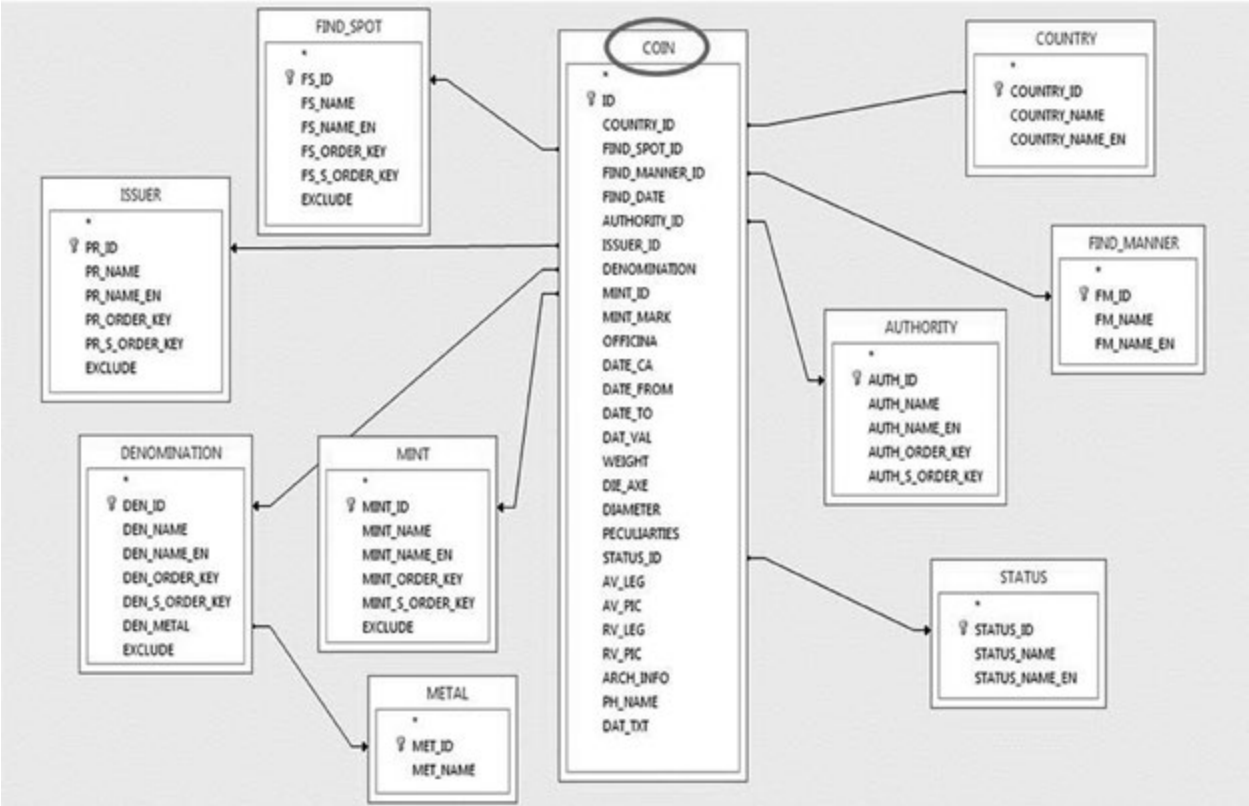 FIND_SPOT
*
FS_ID
FS_NAME
FS_NAME_EN
FS_ORDER_KEY
FS_S_ORDER_KEY
EXCLUDE
ISSUER
*
PR_ID
PR_NAME
PR_NAME_EN
PR_ORDER_KEY
PR_S_ORDER_KEY
EXCLUDE
DENOMINATION
*
DEN_ID
DEN_NAME
DEN_NAME_EN
DEN_ORDER_KEY
DEN_S_ORDER_KEY
DEN_METAL
EXCLUDE
MINT
*
MINT_ID
MINT_NAME
MINT_NAME_EN
MINT_ORDER_KEY
MINT_S_ORDER_KEY
EXCLUDE
METAL
*
MET_ID
MET_NAME
COIN
*
ID
COUNTRY_ID
FIND_SPOT_ID
FIND_MANNER_ID
FIND_DATE
AUTHORITY_ID
ISSUER_ID
DENOMINATION
MINT_ID
MINT_MARK
OFFICINA
DATE_CA
DATE_FROM
DATE_TO
DAT_VAL
WEIGHT
DIE_AXE
DIAMETER
PECULIARTIES
STATUS_ID
AV_LEG
AV_PIC
RV_LEG
RV_PIC
ARCH_INFO
PH_NAME
DAT_TXT
COUNTRY
*
COUNTRY_ID
COUNTRY_NAME
COUNTRY_NAME_EN
FIND_MANNER
*
FM_ID
FM_NAME
FM_NAME_EN
AUTHORITY
*
AUTH_ID
AUTH_NAME
AUTH_NAME_EN
AUTH_ORDER_KEY
AUTH_S_ORDER_KEY
STATUS
*
STATUS_ID
STATUS_NAME
STATUS_NAME_EN